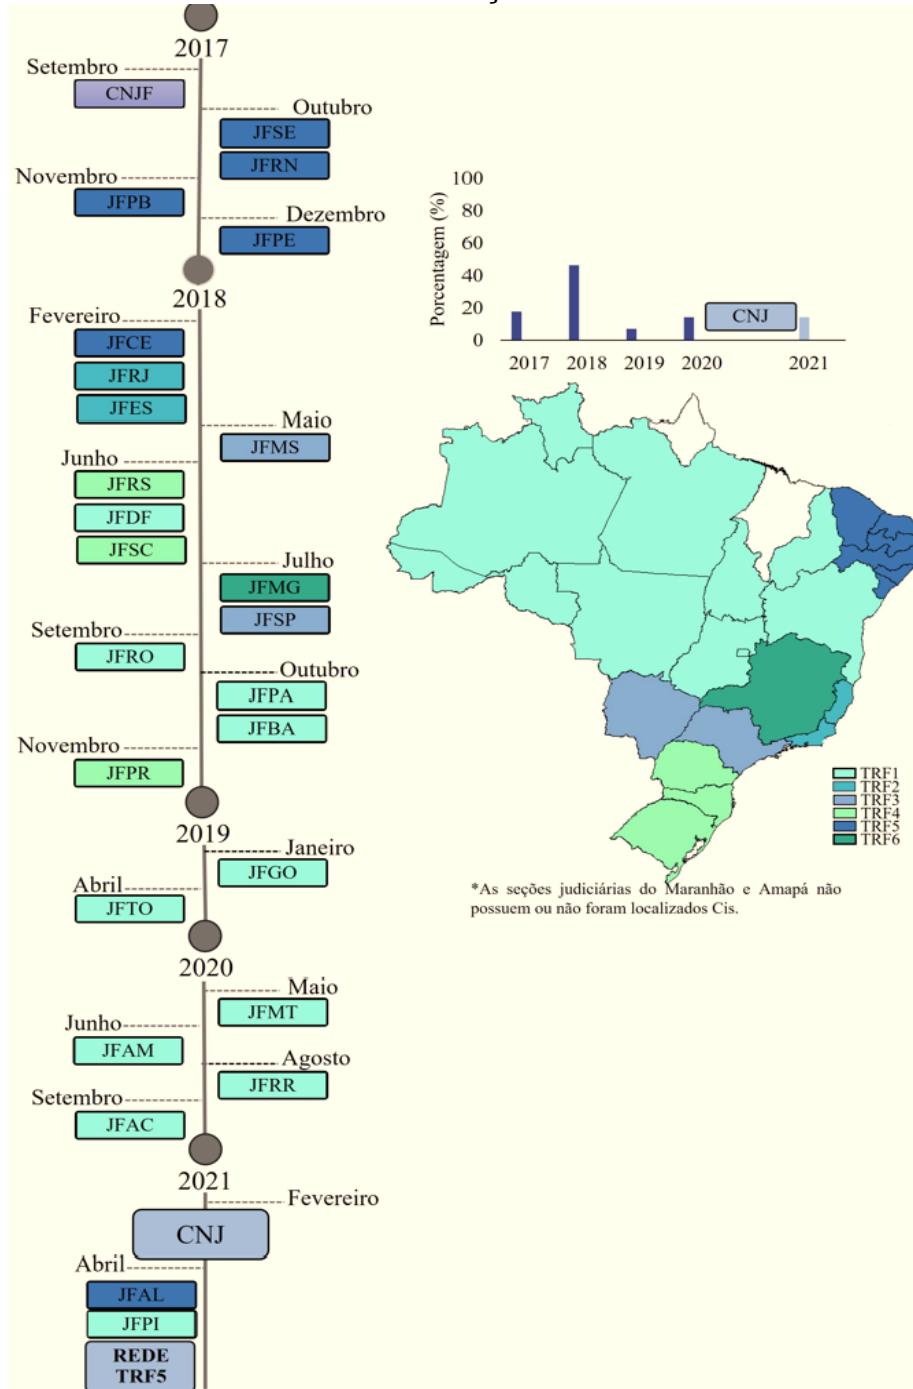 2017
Setembro
CNJF
Outubro
JFSE
JFRN
Novembro
JFPB
Dezembro
JFPE
2018
Fevereiro
JFCE
JFRJ
JFES
Maio
JFMS
Junho
JFRS
JFDF
JFSC
Julho
JFMG
JFSP
Setembro
JFRO
Outubro
JFPA
JFBA
Novembro
JFPR
2019
Janeiro
JFGO
Abril
JFTO
2020
Maio
JFMT
Junho
JFAM
Agosto
JFRR
Setembro
JFAC
2021
Fevereiro
CNJ
Abril
JFAL
JFPI
REDE
TRF5
Porcentagem (%)
100
80
60
40
20
0
CNJ
2017 2018 2019 2020 2021
TRF1
TRF2
TRF3
TRF4
TRF5
TRF6
*As seções judiciárias do Maranhão e Amapá não
possuem ou não foram localizados Cis.